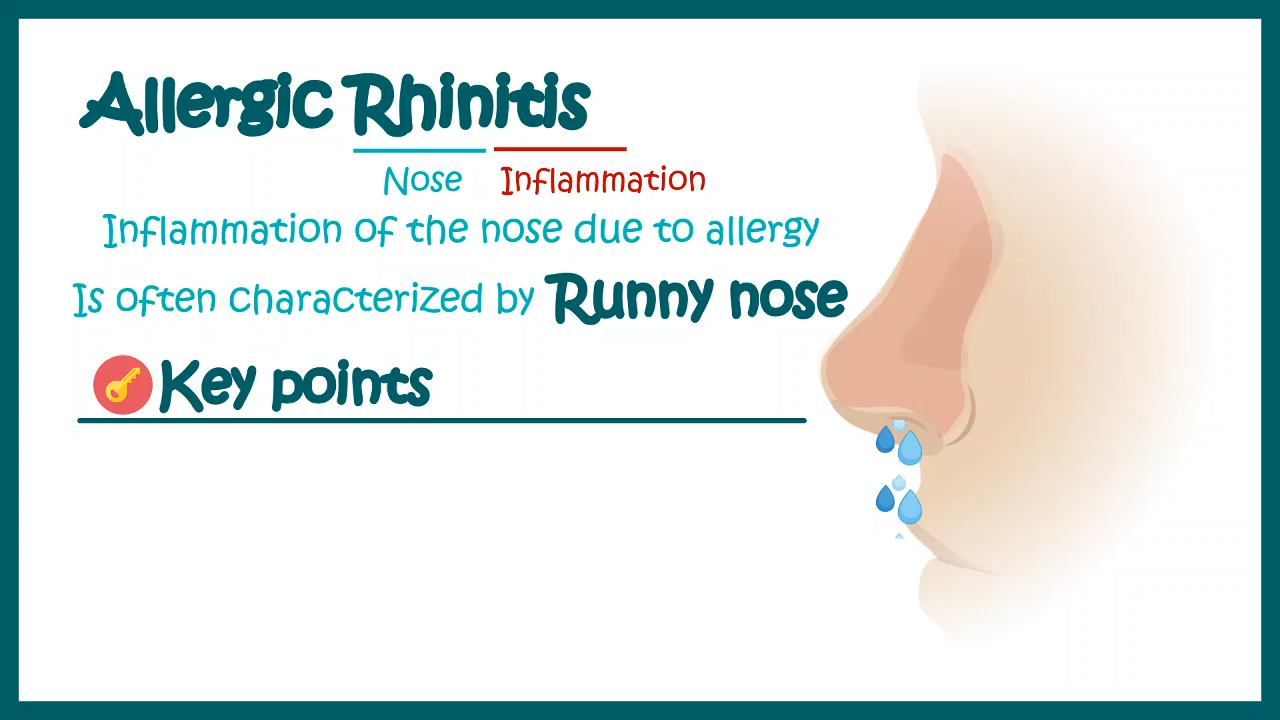 Allergic Rhinitis
Nose Inflammation
Inflammation of the nose due to allergy
Is often characterized by Runny nose
Key points